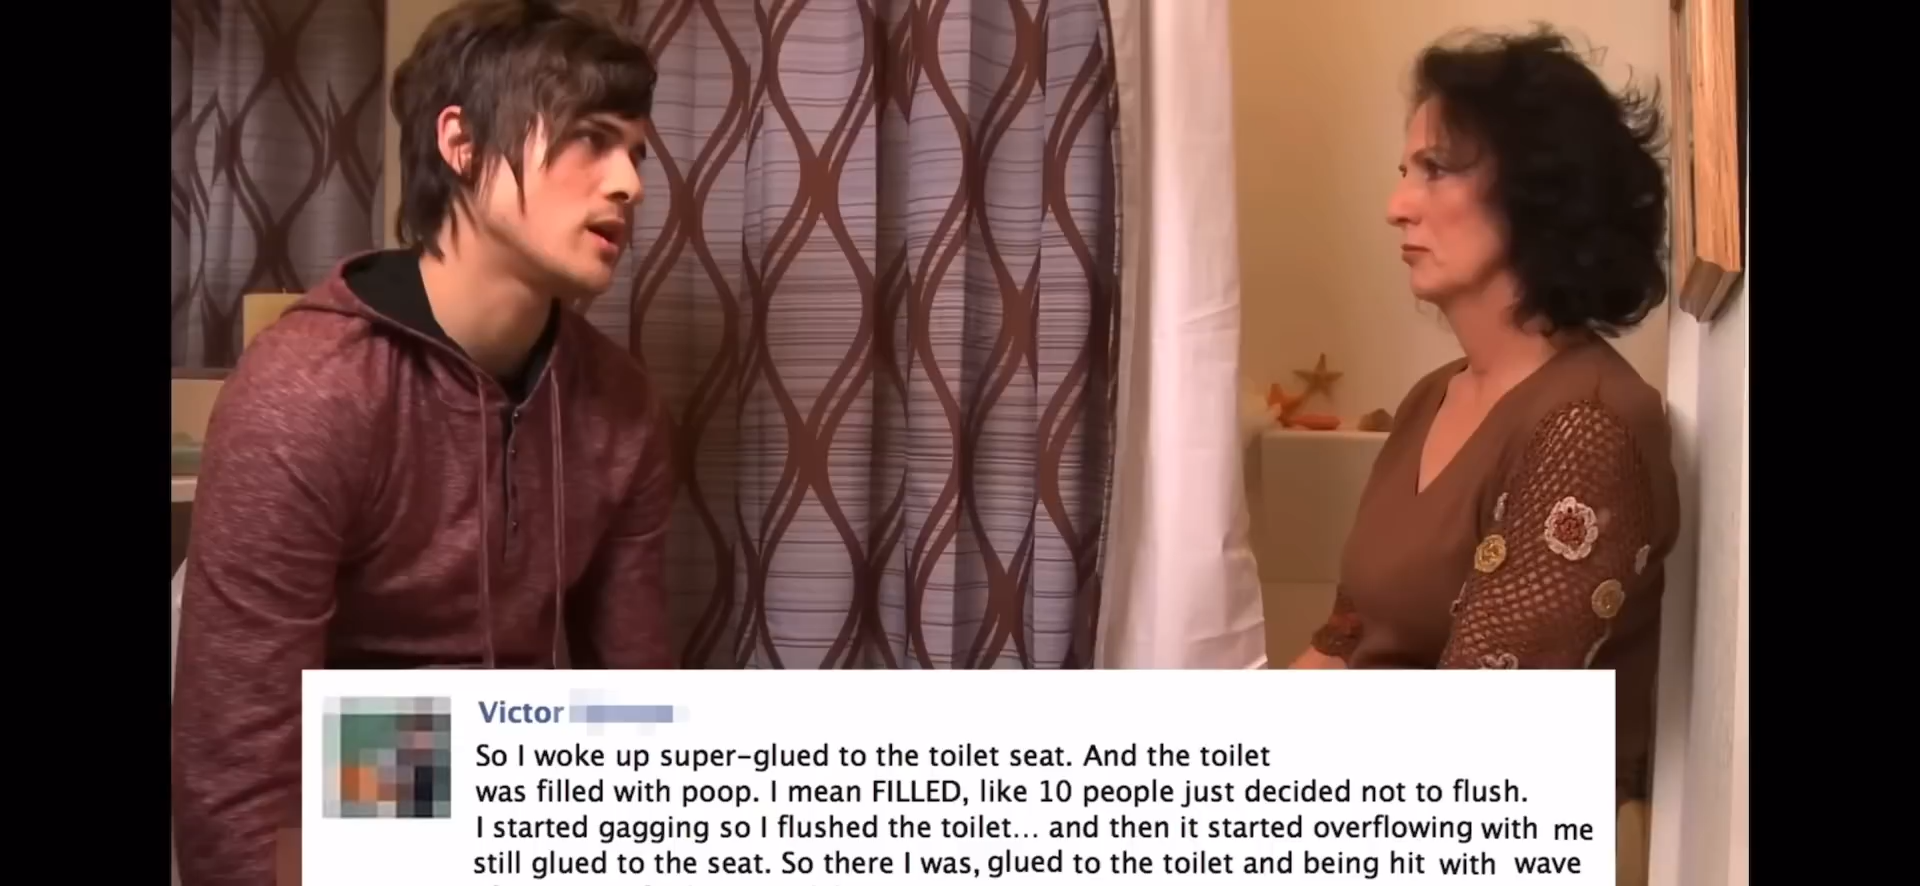 Victor
So I woke up super-glued to the toilet seat. And the toilet
was filled with poop. I mean FILLED, like 10 people just decided not to flush.
I started gagging so I flushed the toilet... and then it started overflowing with me
still glued to the seat. So there I was, glued to the toilet and being hit with wave